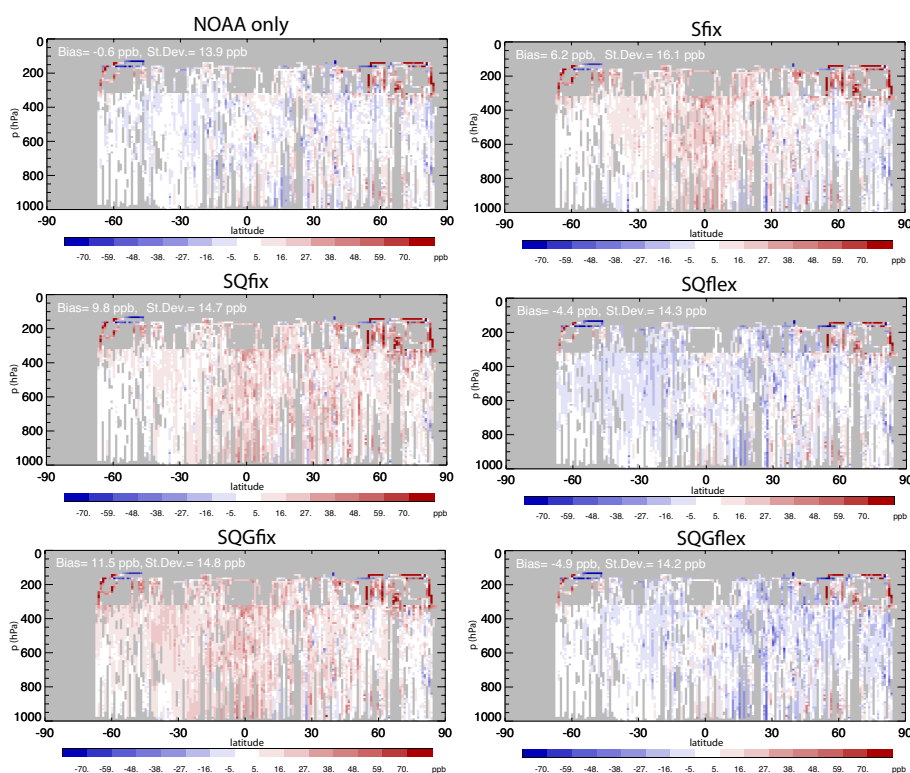 NOAA only
Bias= -0.6 ppb, St.Dev.= 13.9 ppb
p (hPa)
0
200
400
600
800
1000
-90 -60 -30 0 30 60 90
latitude
-70. -59. -48. -37. -27. -16. -5. 5. 16. 27. 38. 48. 59. 70. ppb
Sfix
Bias= 6.2 ppb, St.Dev.= 16.1 ppb
p (hPa)
0
200
400
600
800
1000
-90 -60 -30 0 30 60 90
latitude
-70. -59. -48. -38. -27. -16. -5. 5. 16. 27. 38. 48. 59. 70. ppb
SQfix
Bias= 9.8 ppb, St.Dev.= 14.7 ppb
p (hPa)
0
200
400
600
800
1000
-90 -60 -30 0 30 60 90
latitude
-70. -59. -48. -38. -27. -16. -5. 5. 16. 27. 38. 48. 59. 70. ppb
SQflex
Bias= -4.4 ppb, St.Dev.= 14.3 ppb
p (hPa)
0
200
400
600
800
1000
-90 -60 -30 0 30 60 90
latitude
-70. -59. -48. -38. -27. -16. -5. 5. 16. 27. 38. 48. 59. 70. ppb
SQGfix
Bias= 11.5 ppb, St.Dev.= 14.8 ppb
p (hPa)
0
200
400
600
800
1000
-90 -60 -30 0 30 60 90
latitude
-70. -59. -48. -38. -27. -16. -5. 5. 16. 27. 38. 48. 59. 70. ppb
SQGflex
Bias= -4.9 ppb, St.Dev.= 14.2 ppb
p (hPa)
0
200
400
600
800
1000
-90 -60 -30 0 30 60 90
latitude
-70. -59. -48. -38. -27. -16. -5. 5. 16. 27. 38. 48. 59. 70. ppb